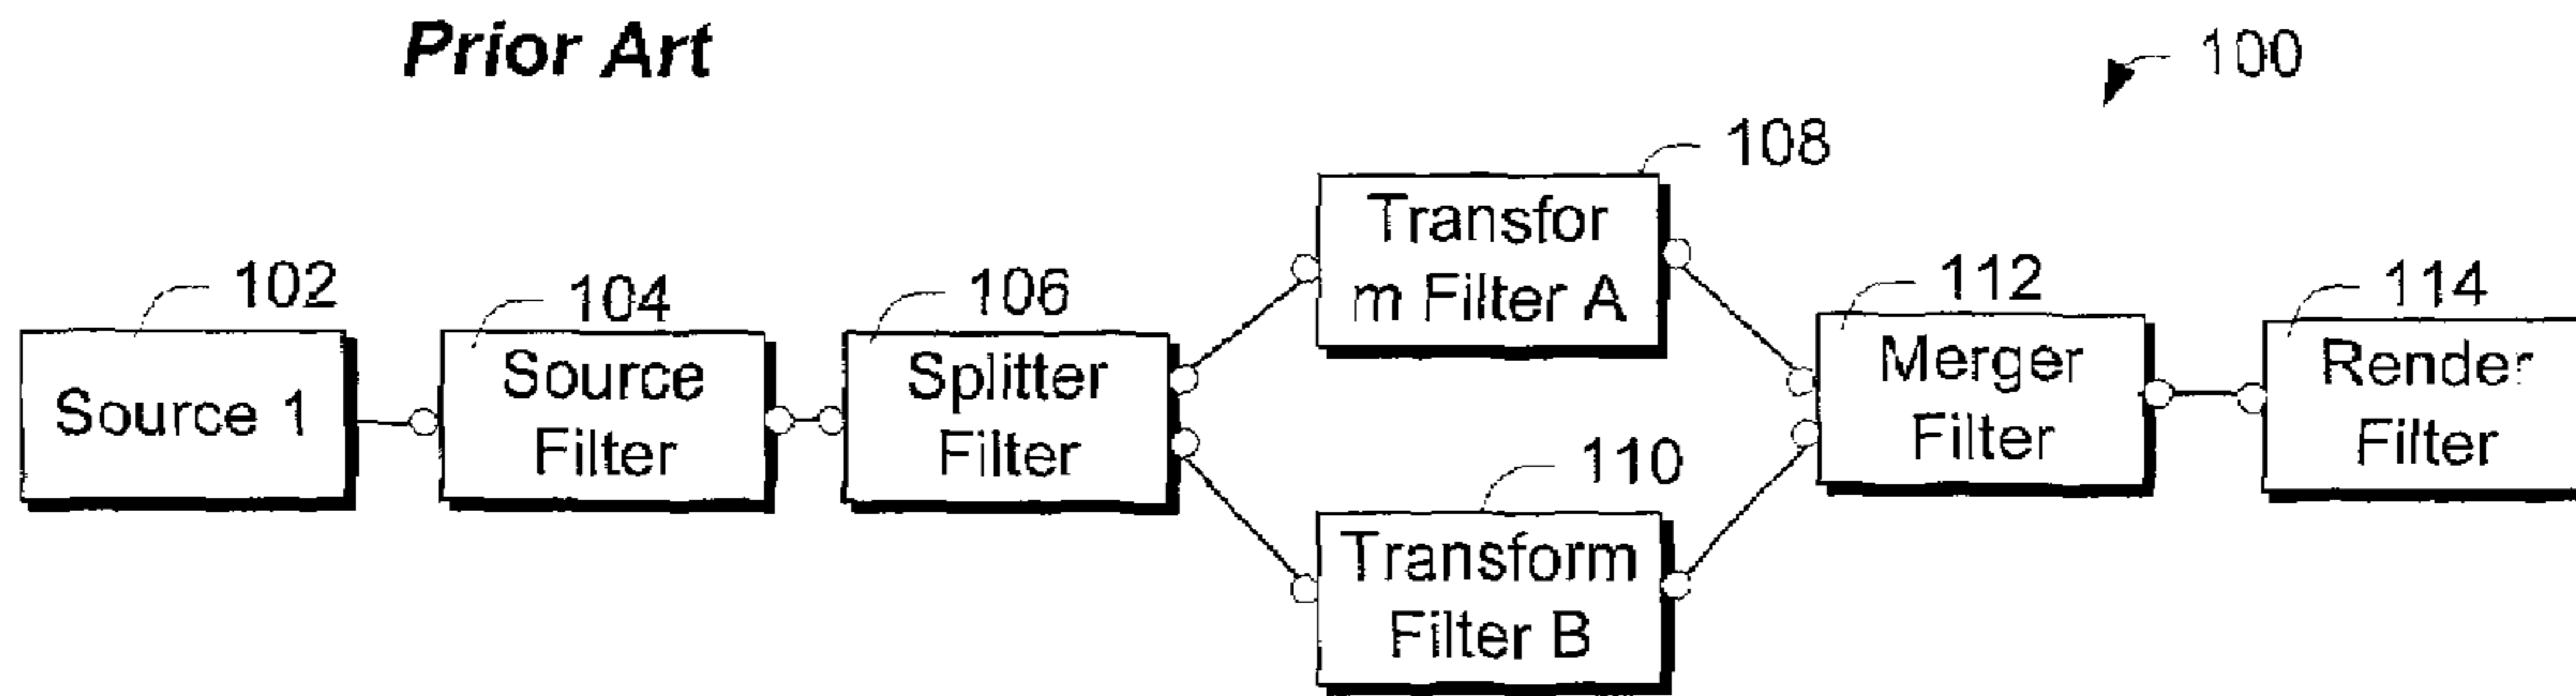 Prior Art
100
102
Source 1
104
Source
Filter
106
Splitter
Filter
108
Transfor
m Filter A
110
Transform
Filter B
112
Merger
Filter
114
Render
Filter